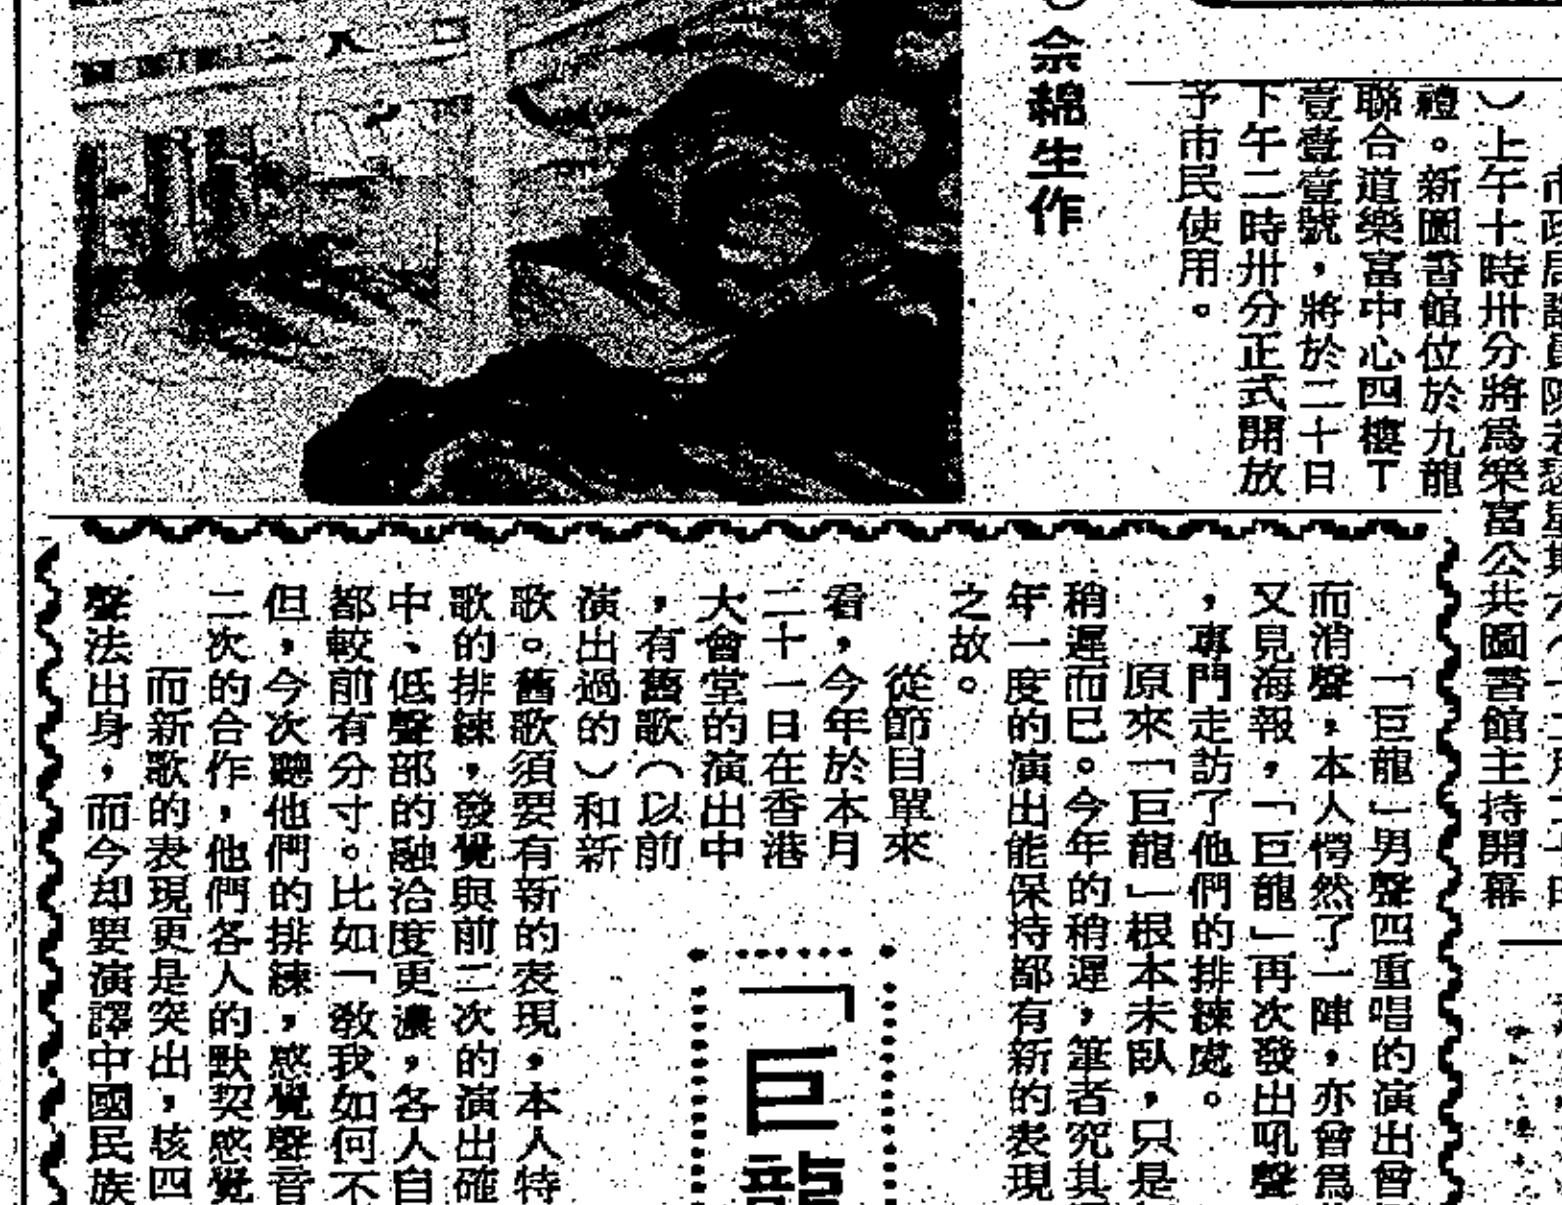 市政局議員陳
)上午十時卅分將爲樂富公共圖書館主持開幕
禮。新圖書館位於九龍
聯合道樂富中心四樓T
壹壹壹號，將於二十日
下午二時卅分正式開放
予市民使用。
佘綿生作
「巨龍」男聲四重唱的演出曾
而消聲，本人愕然了一陣，亦曾爲
又見海報，「巨龍」再次發出吼聲
，專門走訪了他們的排練處。
原來「巨龍」根本未臥，只是
稍遲而已。今年的稍遲，筆者究其
年一度的演出能保持都有新的表現
之故。
從節目單來
看，今年於本月
二十一日在香港
大會堂的演出中
，有舊歌（以前
演出過的）和新
歌。舊歌須要有新的表現，本人特
歌的排練，發覺與前二次的演出確
中、低聲部的融洽度更濃，各人自
都較前有分寸。比如「敎我如何不
但，今次聽他們的排練，感覺聲音
二次的合作，他們各人的默契感覺
而新歌的表現更是突出，該四
聲法出身，而今却要演譯中國民族
「巨龍